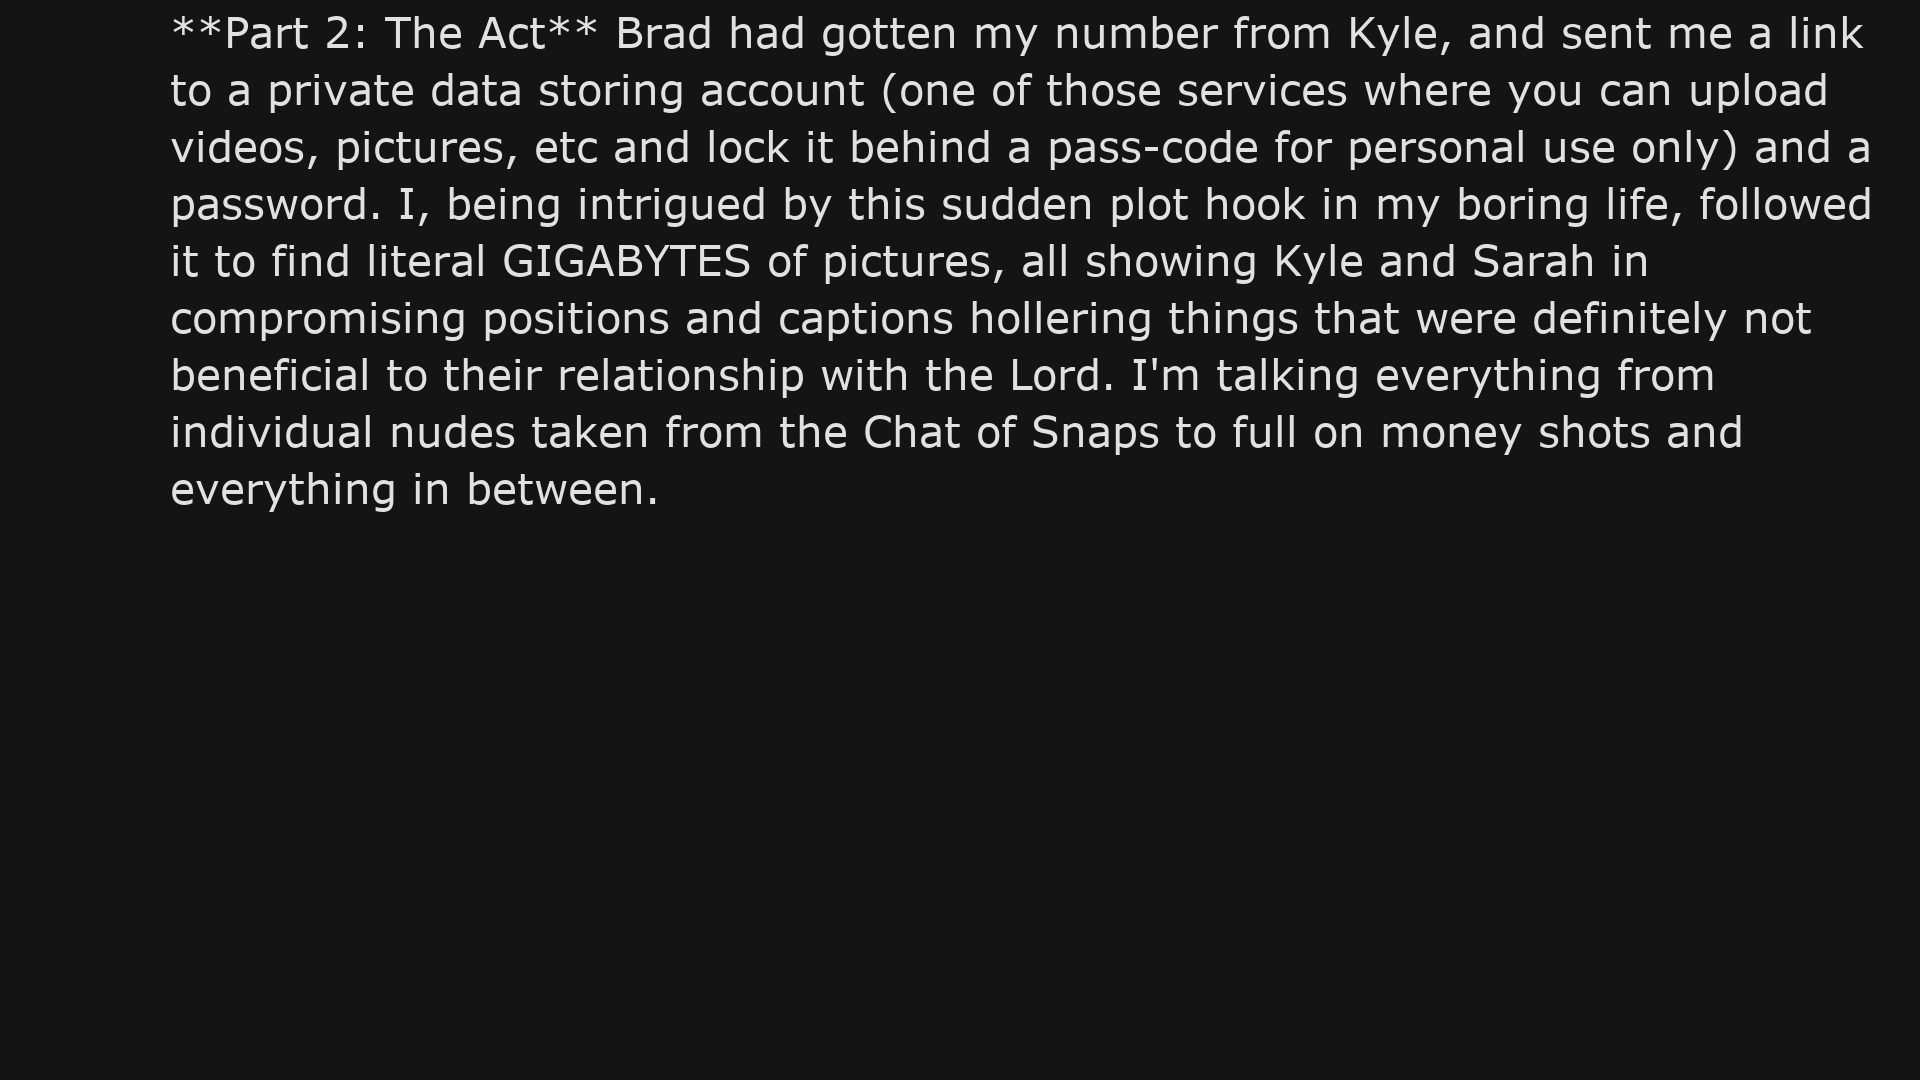 **Part 2: The Act** Brad had gotten my number from Kyle, and sent me a link
to a private data storing account (one of those services where you can upload
videos, pictures, etc and lock it behind a pass-code for personal use only) and a
password. I, being intrigued by this sudden plot hook in my boring life, followed
it to find literal GIGABYTES of pictures, all showing Kyle and Sarah in
compromising positions and captions hollering things that were definitely not
beneficial to their relationship with the Lord. I'm talking everything from
individual nudes taken from the Chat of Snaps to full on money shots and
everything in between.